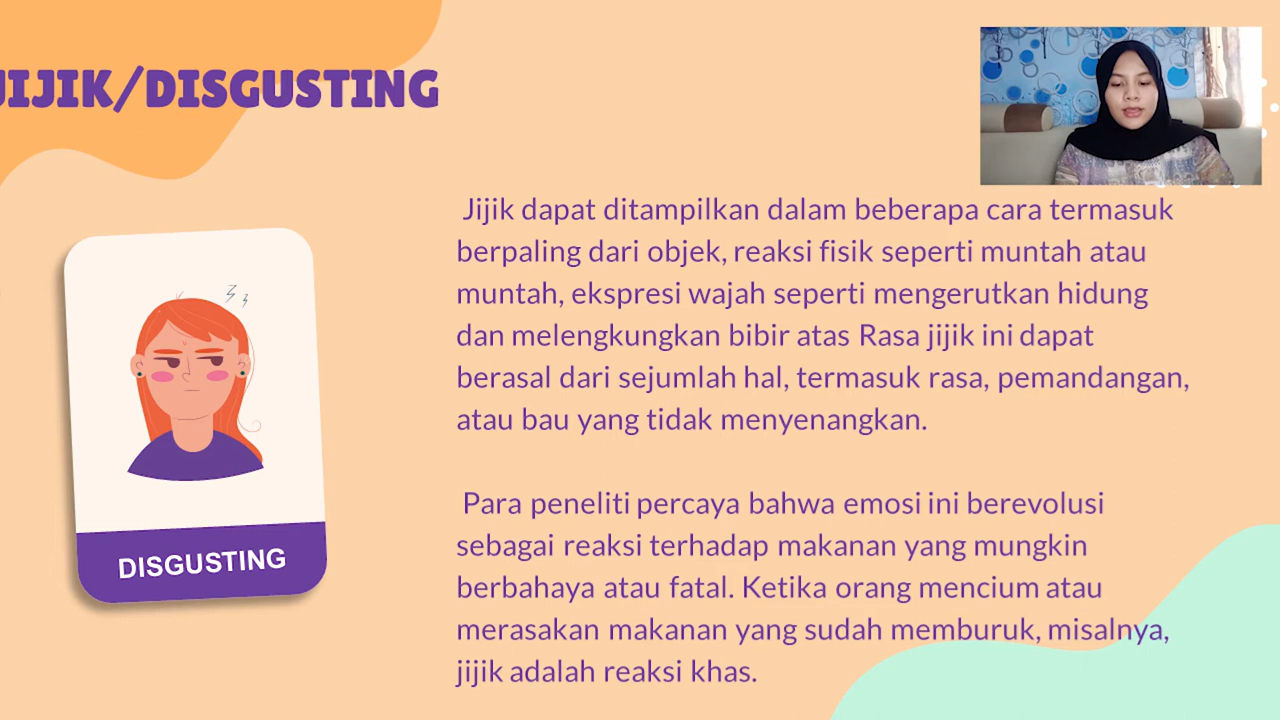 JIJIK/DISGUSTING
Jijik dapat ditampilkan dalam beberapa cara termasuk
berpaling dari objek, reaksi fisik seperti muntah atau
muntah, ekspresi wajah seperti mengerutkan hidung
dan melengkungkan bibir atas Rasa jijik ini dapat
berasal dari sejumlah hal, termasuk rasa, pemandangan,
atau bau yang tidak menyenangkan.
Para peneliti percaya bahwa emosi ini berevolusi
sebagai reaksi terhadap makanan yang mungkin
berbahaya atau fatal. Ketika orang mencium atau
merasakan makanan yang sudah memburuk, misalnya,
jijik adalah reaksi khas.
DISGUSTING